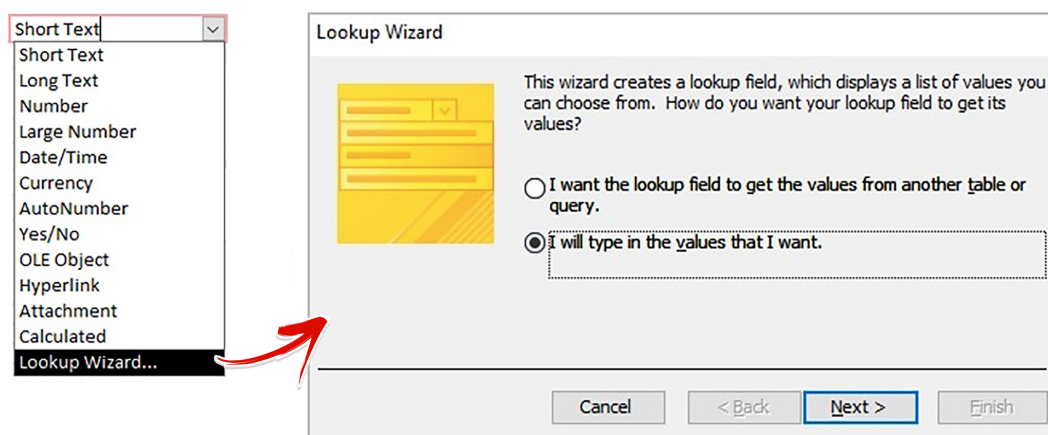 Short Text
Short Text
Long Text
Number
Large Number
Date/Time
Currency
AutoNumber
Yes/No
OLE Object
Hyperlink
Attachment
Calculated
Lookup Wizard...
Lookup Wizard
This wizard creates a lookup field, which displays a list of values you
can choose from. How do you want your lookup field to get its
values?
I want the lookup field to get the values from another table or
query.
I will type in the values that I want.
Cancel
< Back
Next >
Finish